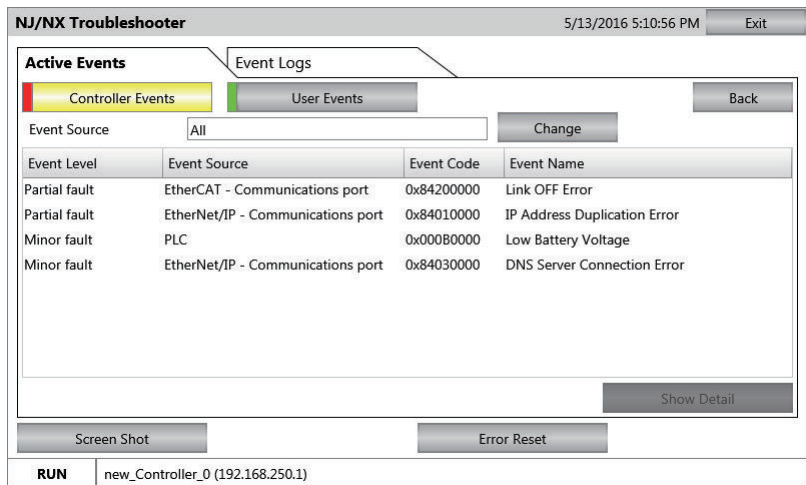 NJ/NX Troubleshooter 5/13/2016 5:10:56 PM Exit
Active Events Event Logs
Controller Events User Events Back
Event Source All Change
Event Level Event Source Event Code Event Name
Partial fault EtherCAT - Communications port 0x84200000 Link OFF Error
Partial fault EtherNet/IP - Communications port 0x84010000 IP Address Duplication Error
Minor fault PLC 0x000B0000 Low Battery Voltage
Minor fault EtherNet/IP - Communications port 0x84030000 DNS Server Connection Error
Show Detail
Screen Shot Error Reset
RUN new_Controller_0 (192.168.250.1)